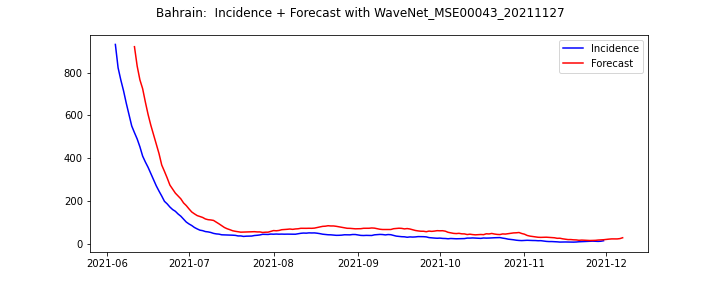 Bahrain:  Incidence + Forecast with WaveNet_MSE00043_20211127
Incidence
Forecast
800
600
400
200
0
2021-06 2021-07 2021-08 2021-09 2021-10 2021-11 2021-12